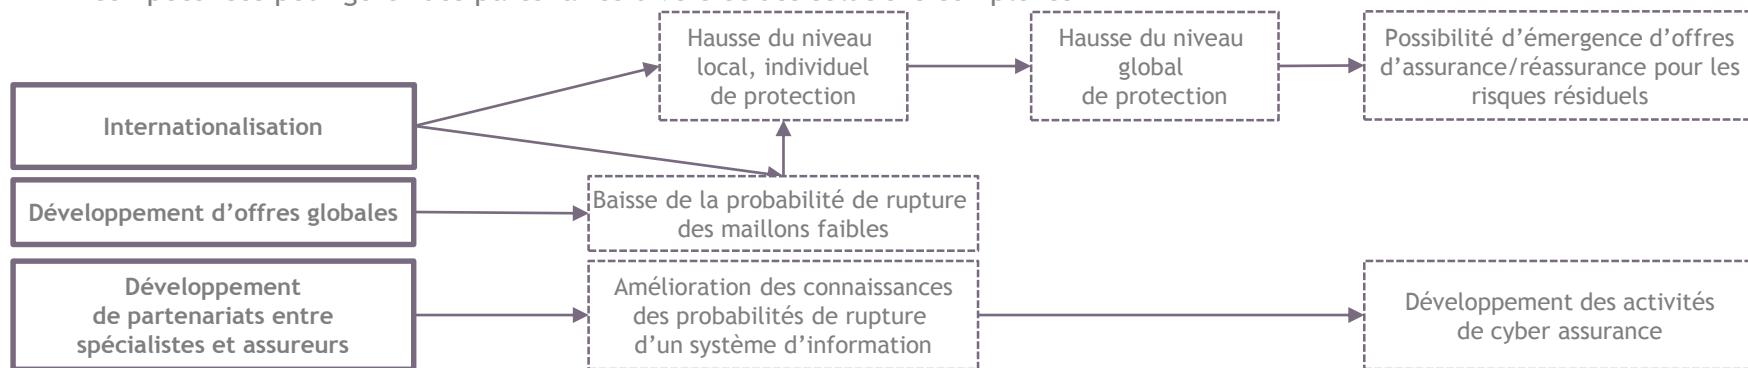 Hausse du niveau
local, individuel
de protection
Hausse du niveau
global
de protection
Possibilité d'émergence d'offres
d'assurance/réassurance pour les
risques résiduels
Internationalisation
Développement d'offres globales
Baisse de la probabilité de rupture
des maillons faibles
Développement
de partenariats entre
spécialistes et assureurs
Amélioration des connaissances
des probabilités de rupture
d'un système d'information
Développement des activités
de cyber assurance